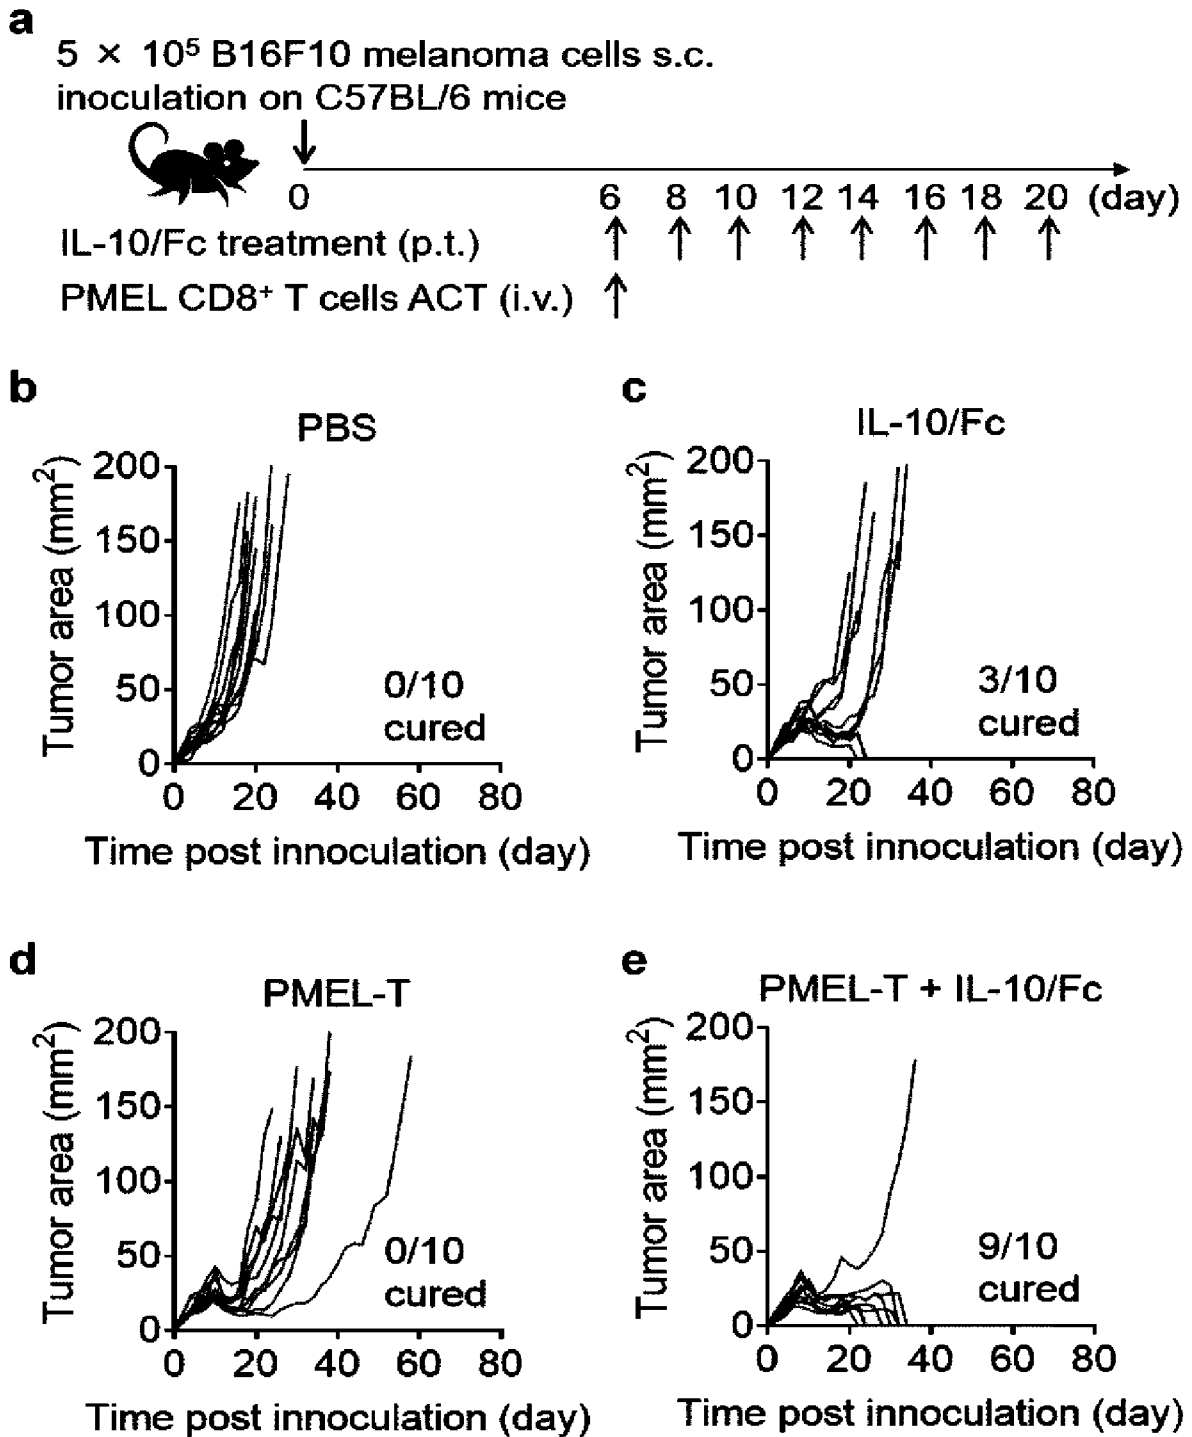 a
5 × 10⁵ B16F10 melanoma cells s.c.
inoculation on C57BL/6 mice
0 6 8 10 12 14 16 18 20 (day)
IL-10/Fc treatment (p.t.)
PMEL CD8⁺ T cells ACT (i.v.)
b
PBS
Tumor area (mm²)
200
150
100
50
0
0/10
cured
0 20 40 60 80
Time post innoculation (day)
c
IL-10/Fc
Tumor area (mm²)
200
150
100
50
0
3/10
cured
0 20 40 60 80
Time post innoculation (day)
d
PMEL-T
Tumor area (mm²)
200
150
100
50
0
0/10
cured
0 20 40 60 80
Time post innoculation (day)
e
PMEL-T + IL-10/Fc
Tumor area (mm²)
200
150
100
50
0
9/10
cured
0 20 40 60 80
Time post innoculation (day)